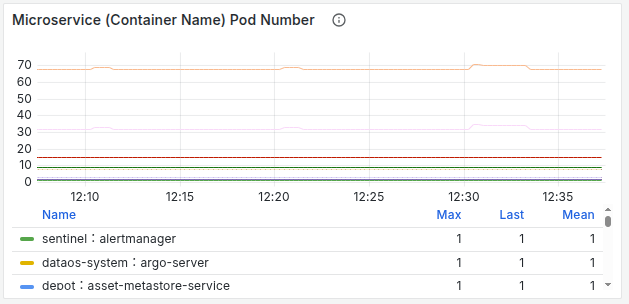 Microservice (Container Name) Pod Number
70
60
50
40
30
20
10
0
12:10 12:15 12:20 12:25 12:30 12:35
Name Max Last Mean
sentinel：alertmanager 1 1 1
dataos-system：argo-server 1 1 1
depot：asset-metastore-service 1 1 1